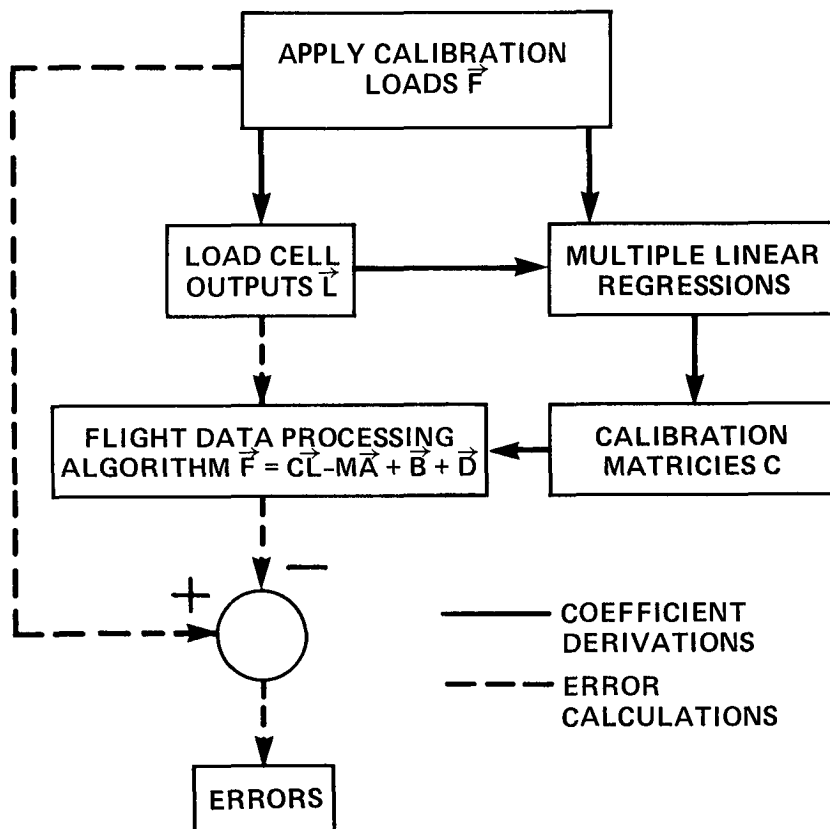 APPLY CALIBRATION
LOADS F⃗
LOAD CELL
OUTPUTS L⃗
MULTIPLE LINEAR
REGRESSIONS
FLIGHT DATA PROCESSING
ALGORITHM F⃗ = CL⃗–MA⃗ + B⃗ + D⃗
CALIBRATION
MATRICIES C
+
—
COEFFICIENT
DERIVATIONS
ERROR
CALCULATIONS
ERRORS